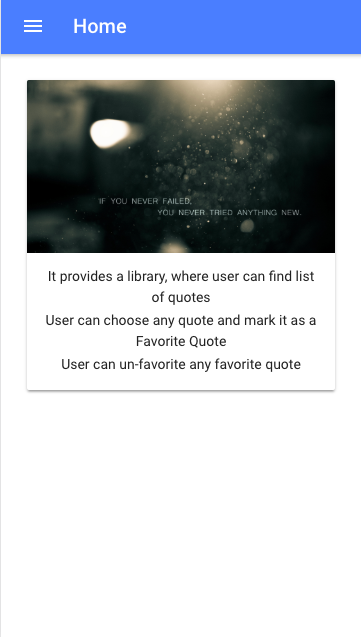 Home
IF YOU NEVER FAILED,
YOU NEVER TRIED ANYTHING NEW.
It provides a library, where user can find list
of quotes
User can choose any quote and mark it as a
Favorite Quote
User can un-favorite any favorite quote